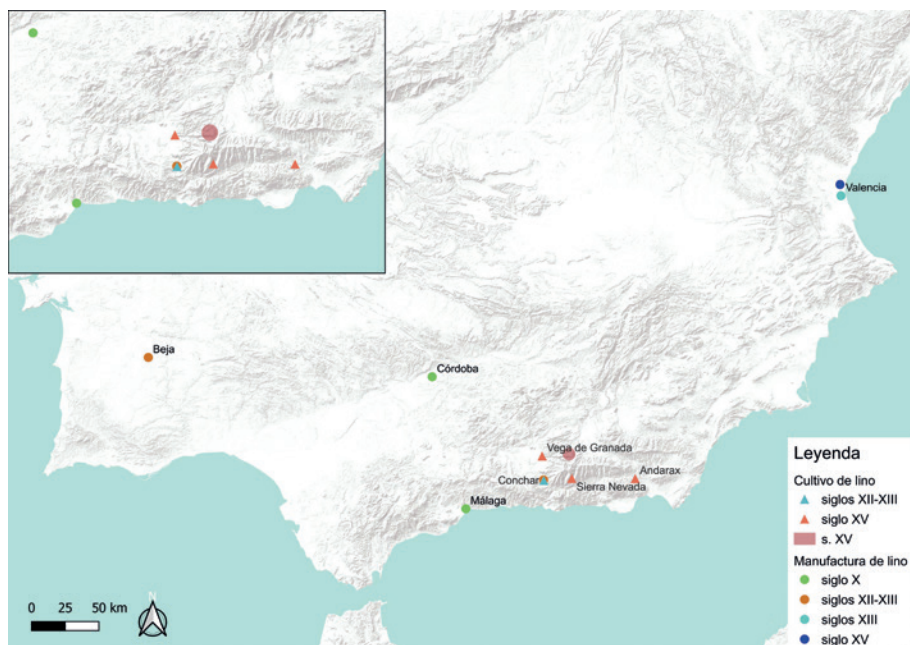 Valencia
Beja
Córdoba
Vega de Granada
Andarax
Conchar
Sierra Nevada
Málaga
Leyenda
Cultivo de lino
siglos XII-XIII
siglo XV
s. XV
Manufactura de lino
siglo X
siglos XII-XIII
siglos XIII
siglo XV
0 25 50 km
N